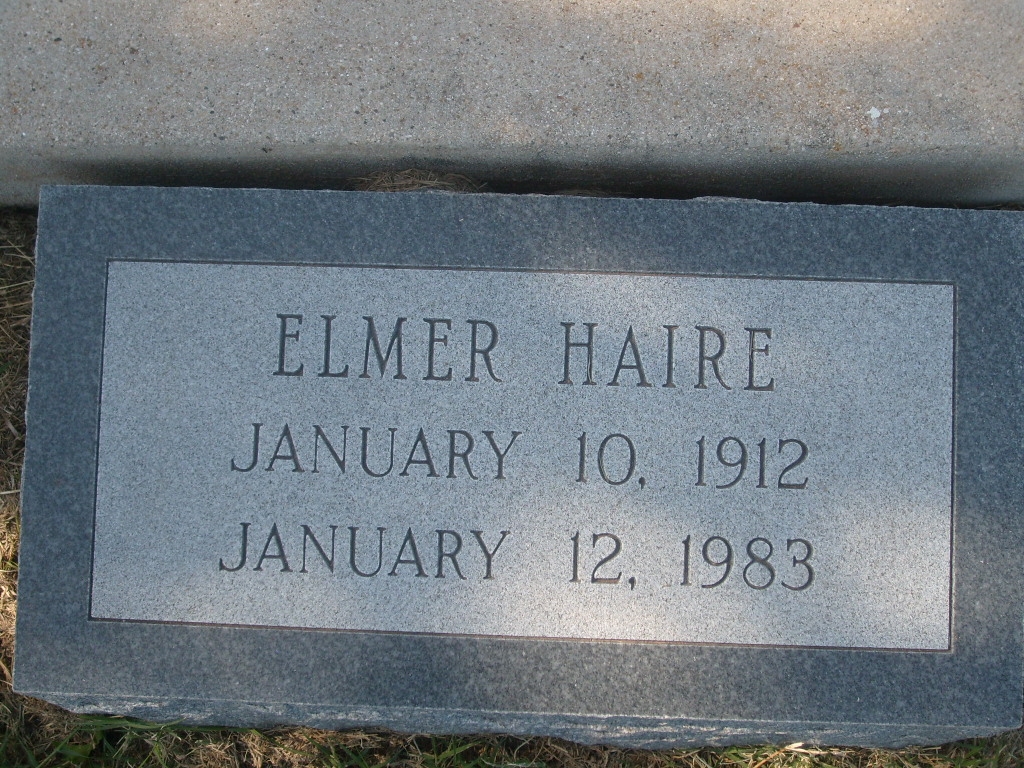 ELMER HAIRE
JANUARY 10, 1912
JANUARY 12, 1983